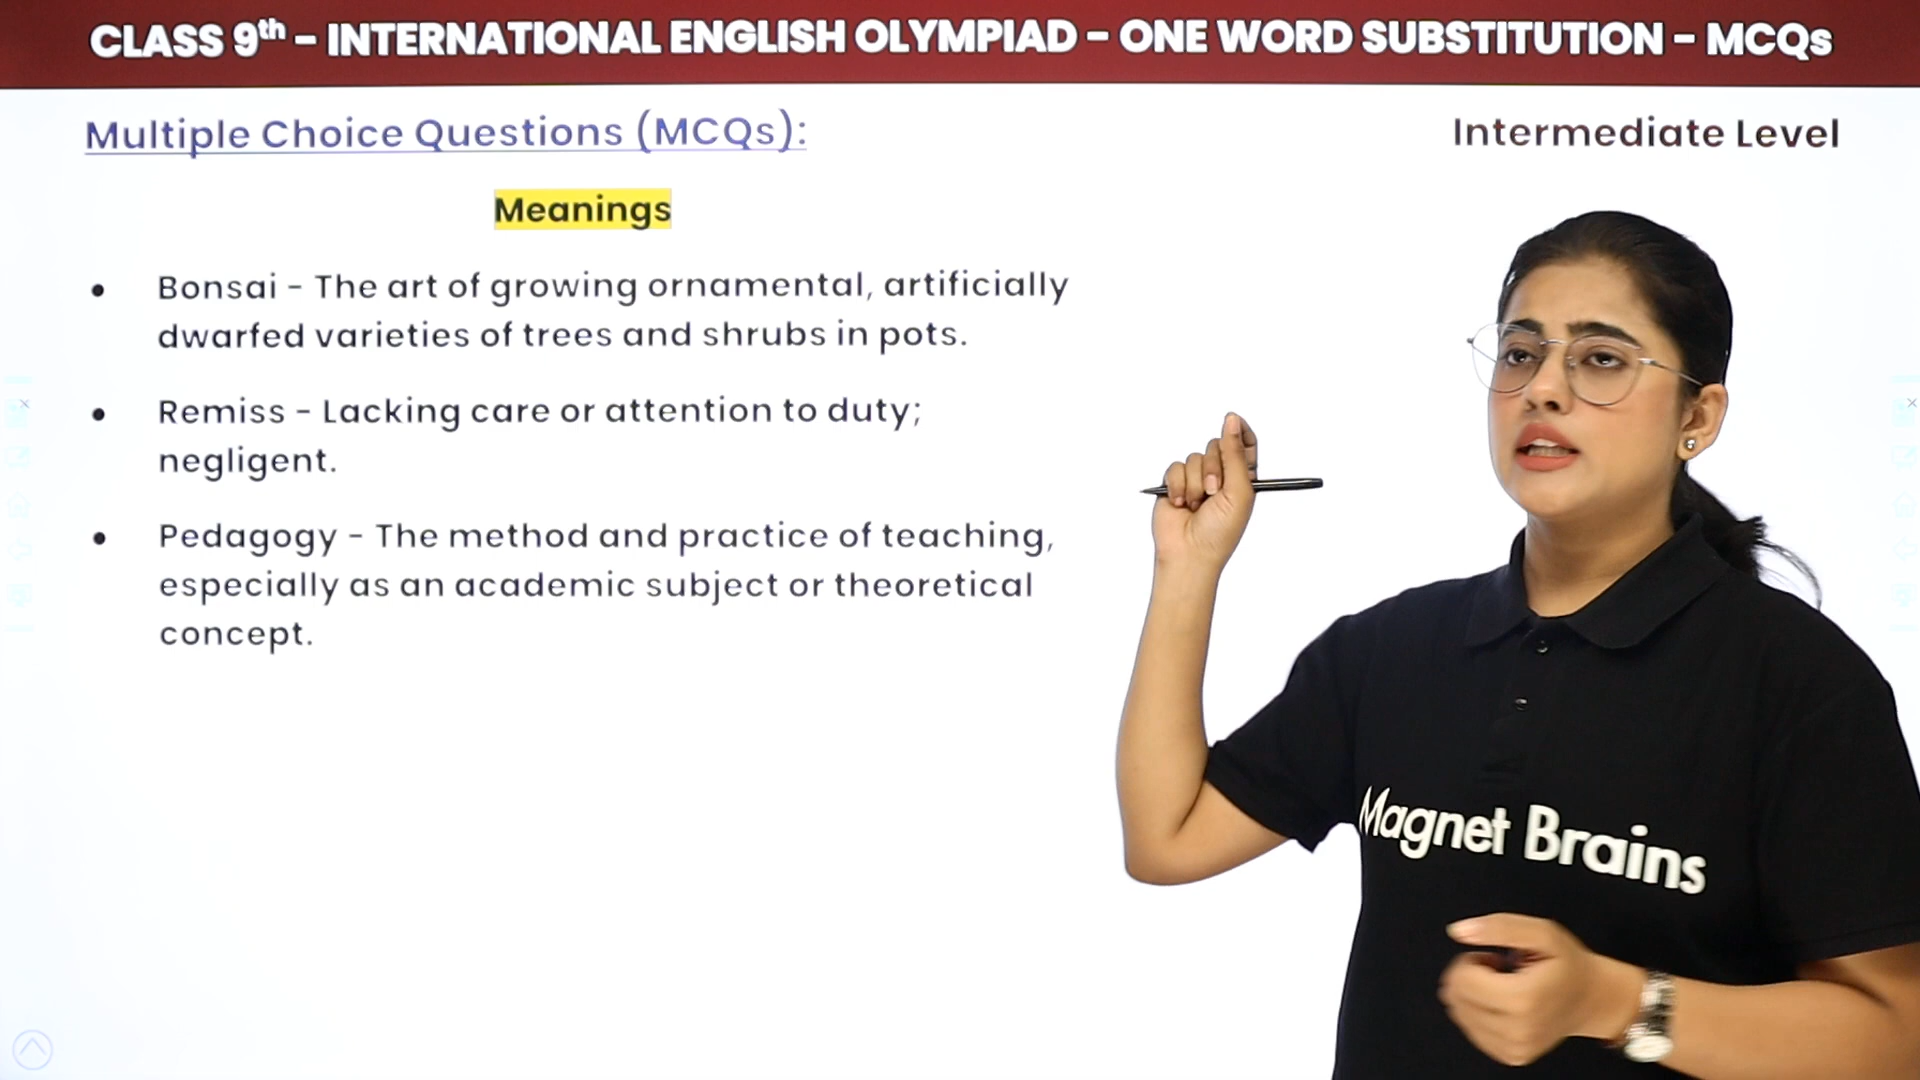 CLASS 9th - INTERNATIONAL ENGLISH OLYMPIAD - ONE WORD SUBSTITUTION - MCQs
Multiple Choice Questions (MCQs):
Intermediate Level
Meanings
• Bonsai - The art of growing ornamental, artificially
dwarfed varieties of trees and shrubs in pots.
• Remiss - Lacking care or attention to duty;
negligent.
• Pedagogy - The method and practice of teaching,
especially as an academic subject or theoretical
concept.
Magnet Brains